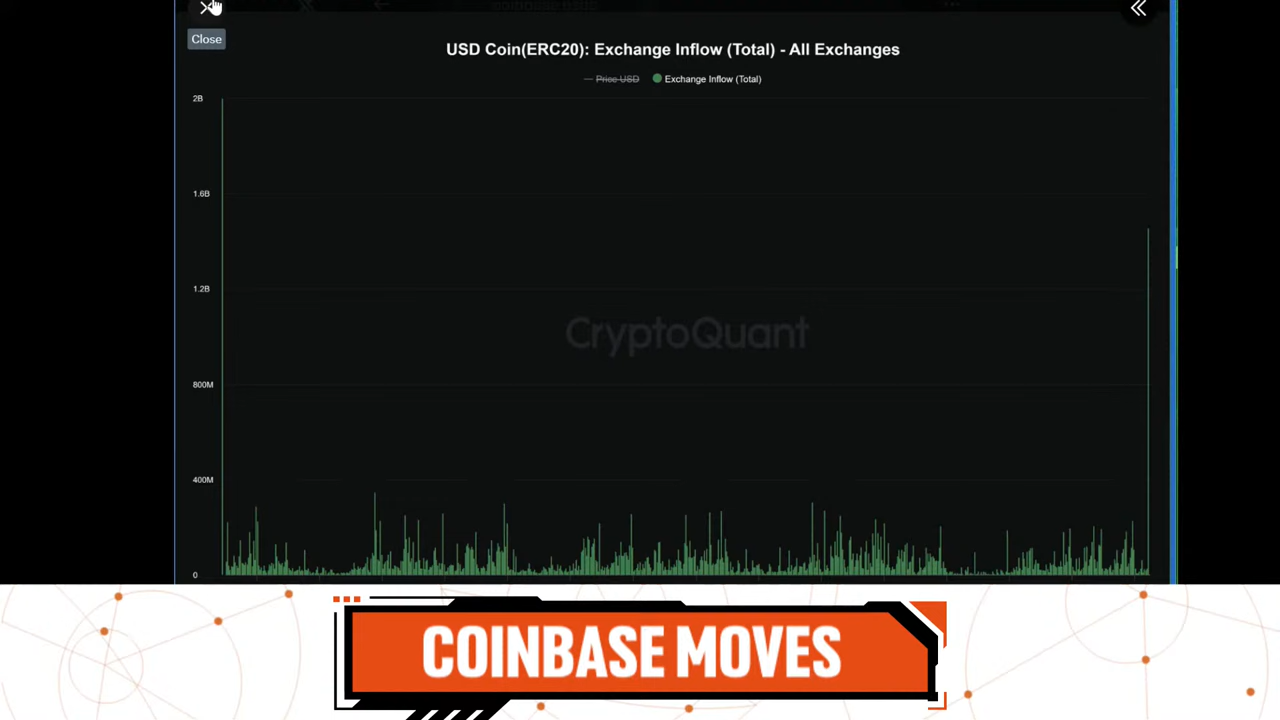 Close
USD Coin(ERC20): Exchange Inflow (Total) - All Exchanges
Price USD Exchange Inflow (Total)
2B
1.6B
1.2B
CryptoQuant
800M
400M
0
COINBASE MOVES